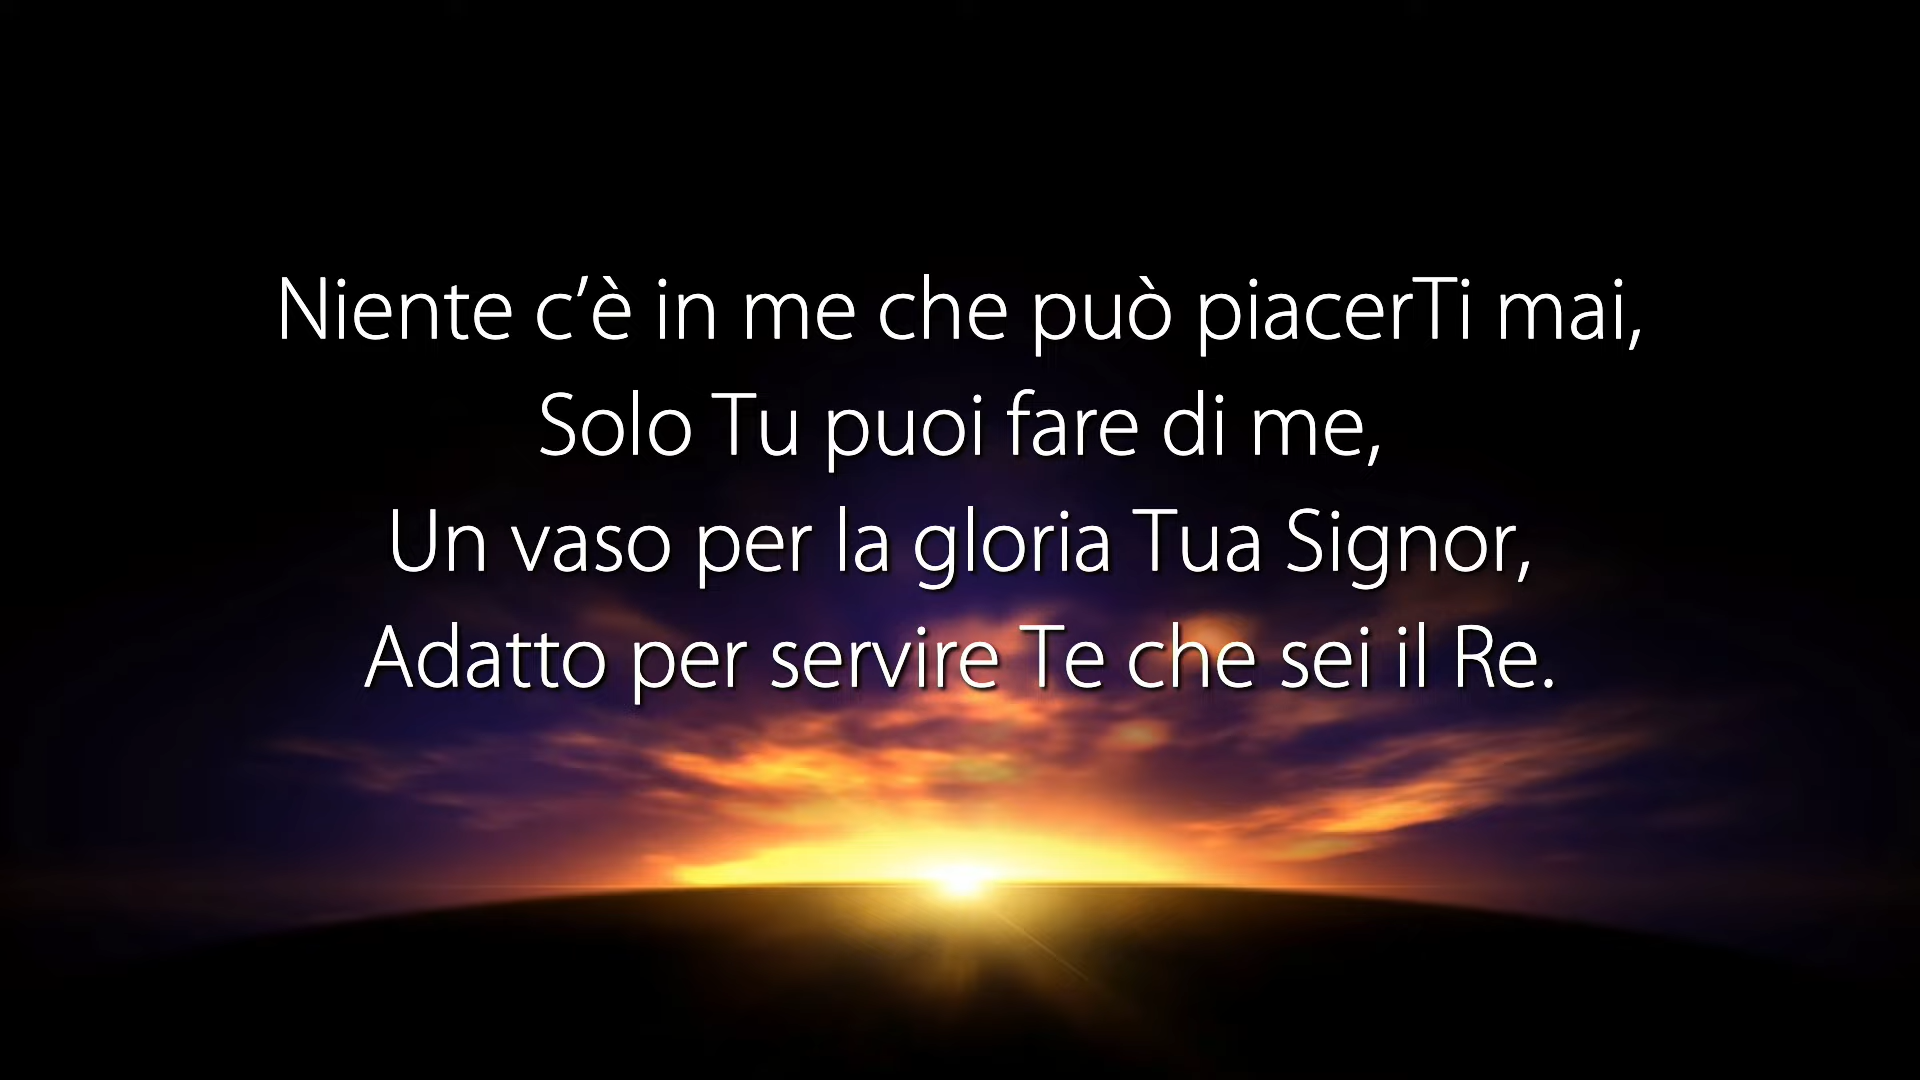 Niente c’è in me che può piacerTi mai,
Solo Tu puoi fare di me,
Un vaso per la gloria Tua Signor,
Adatto per servire Te che sei il Re.